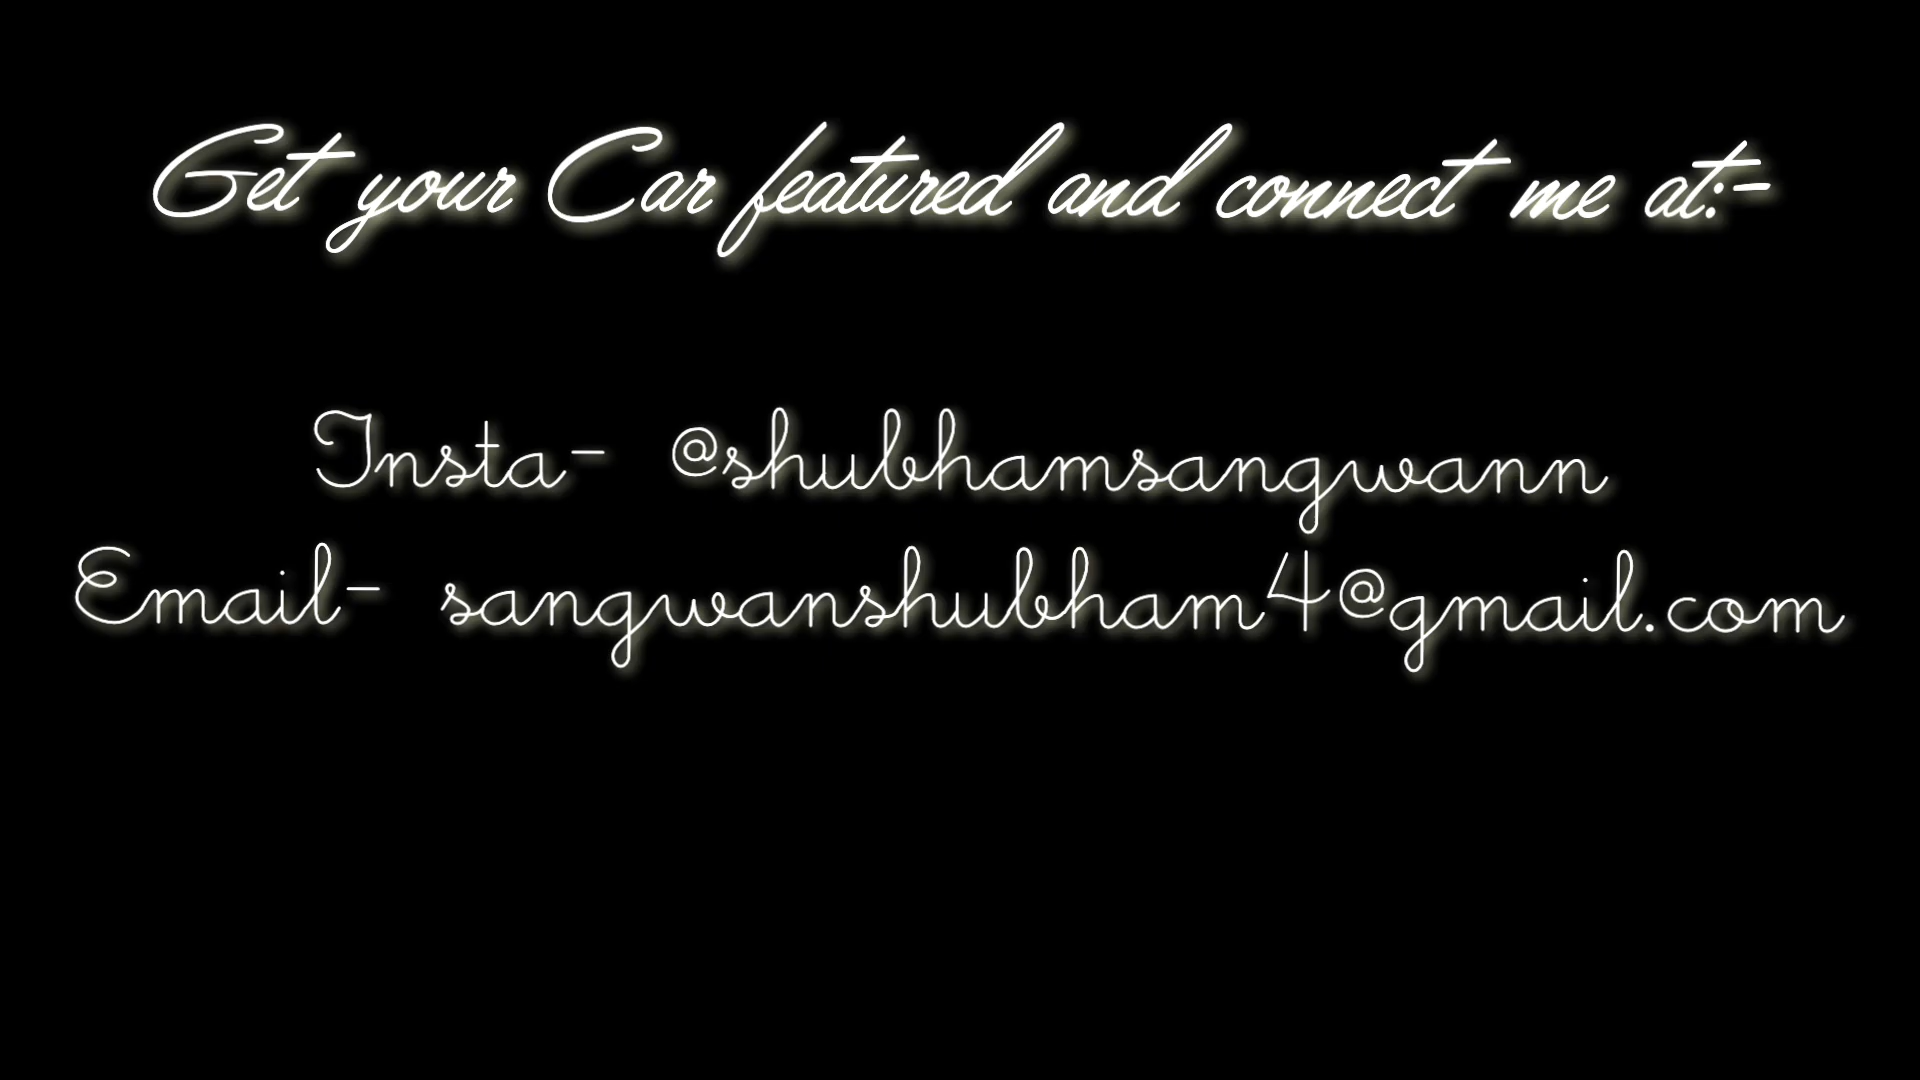 Get your Car featured and connect me at:-
Insta- @shubhamsangwann
Email- sangwanshubham4@gmail.com